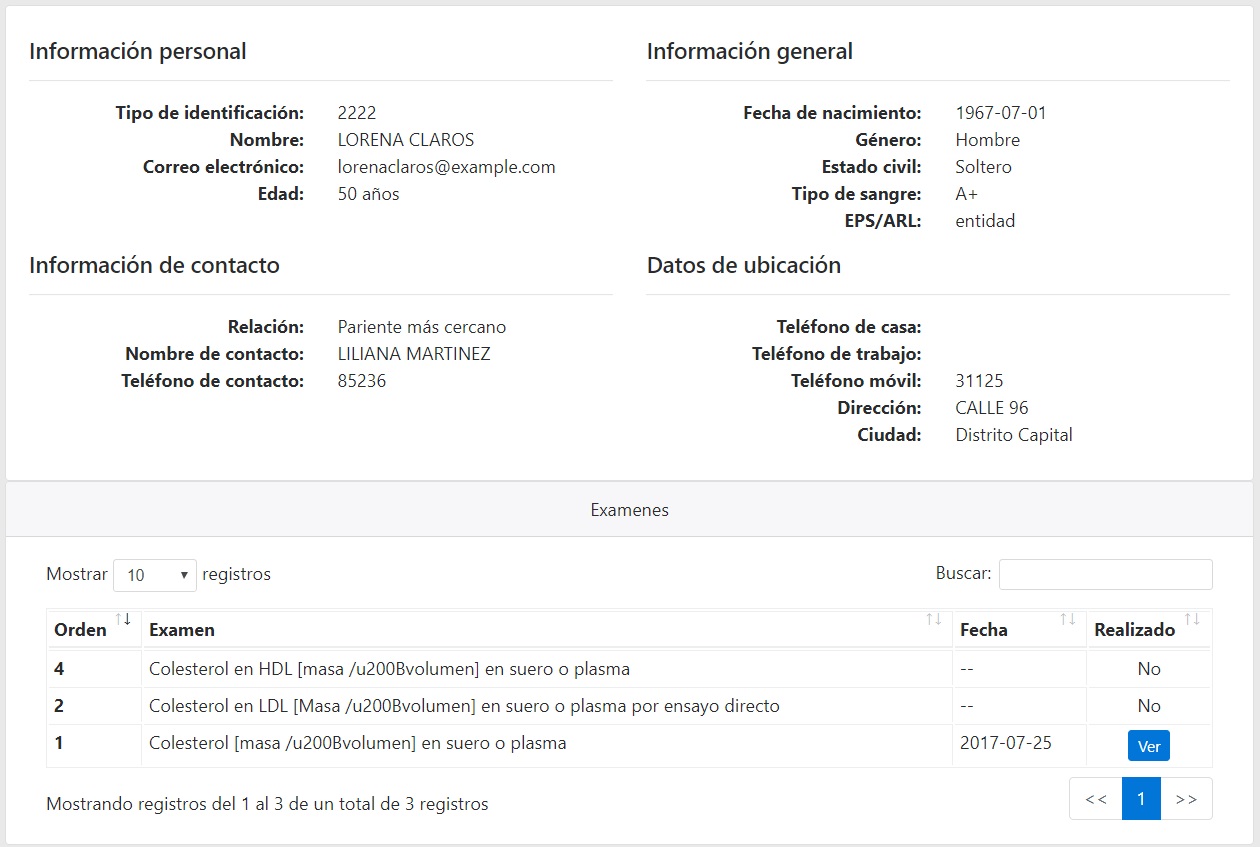 Información personal
Tipo de identificación: 2222
Nombre: LORENA CLAROS
Correo electrónico: lorenaclaros@example.com
Edad: 50 años
Información general
Fecha de nacimiento: 1967-07-01
Género: Hombre
Estado civil: Soltero
Tipo de sangre: A+
EPS/ARL: entidad
Información de contacto
Relación: Pariente más cercano
Nombre de contacto: LILIANA MARTINEZ
Teléfono de contacto: 85236
Datos de ubicación
Teléfono de casa:
Teléfono de trabajo:
Teléfono móvil: 31125
Dirección: CALLE 96
Ciudad: Distrito Capital
Examenes
Mostrar 10 registros Buscar:
Orden Examen Fecha Realizado
4 Colesterol en HDL [masa /u200Bvolumen] en suero o plasma -- No
2 Colesterol en LDL [Masa /u200Bvolumen] en suero o plasma por ensayo directo -- No
1 Colesterol [masa /u200Bvolumen] en suero o plasma 2017-07-25 Ver
Mostrando registros del 1 al 3 de un total de 3 registros << 1 >>